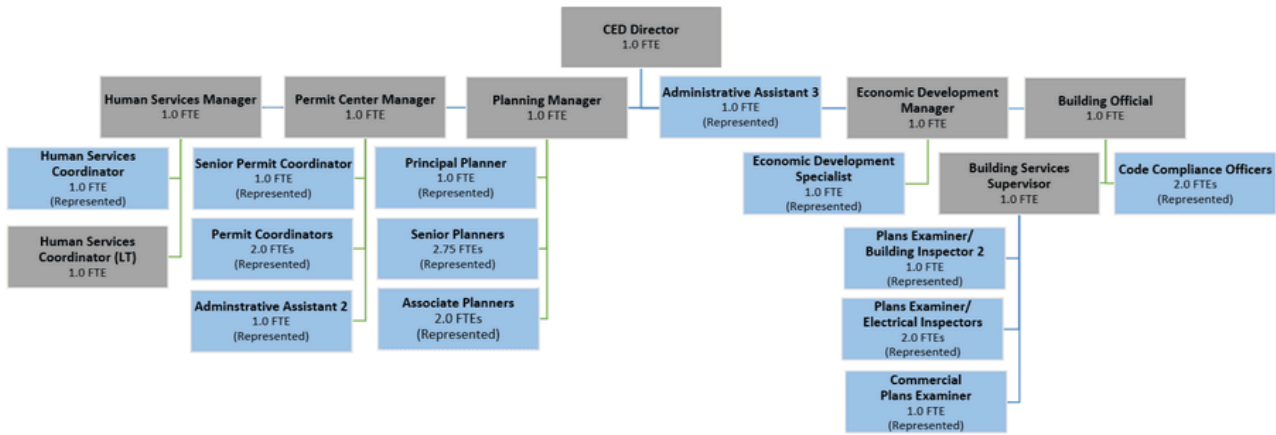 CED Director
1.0 FTE
Human Services Manager
1.0 FTE
Permit Center Manager
1.0 FTE
Planning Manager
1.0 FTE
Administrative Assistant 3
1.0 FTE
(Represented)
Economic Development
Manager
1.0 FTE
Building Official
1.0 FTE
Human Services
Coordinator
1.0 FTE
(Represented)
Human Services
Coordinator (LT)
1.0 FTE
Senior Permit Coordinator
1.0 FTE
(Represented)
Permit Coordinators
2.0 FTEs
(Represented)
Adminstrative Assistant 2
1.0 FTE
(Represented)
Principal Planner
1.0 FTE
(Represented)
Senior Planners
2.75 FTEs
(Represented)
Associate Planners
2.0 FTEs
(Represented)
Economic Development
Specialist
1.0 FTE
(Represented)
Building Services
Supervisor
1.0 FTE
Code Compliance Officers
2.0 FTEs
(Represented)
Plans Examiner/
Building Inspector 2
1.0 FTE
(Represented)
Plans Examiner/
Electrical Inspectors
2.0 FTEs
(Represented)
Commercial
Plans Examiner
1.0 FTE
(Represented)